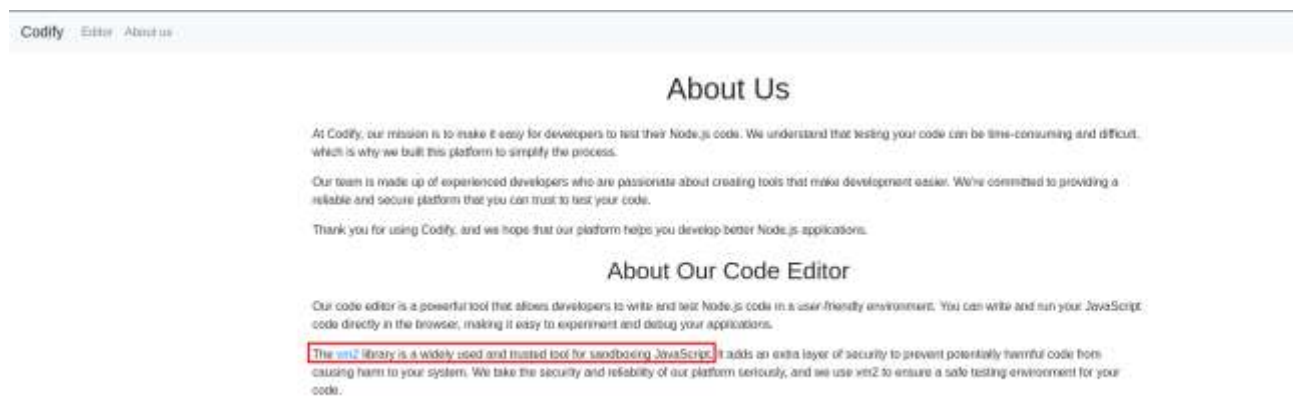 Codify Editor About us
About Us
At Codify, our mission is to make it easy for developers to test their Node.js code. We understand that testing your code can be time-consuming and difficult,
which is why we built this platform to simplify the process.
Our team is made up of experienced developers who are passionate about creating tools that make development easier. We're committed to providing a
reliable and secure platform that you can trust to test your code.
Thank you for using Codify, and we hope that our platform helps you develop better Node.js applications.
About Our Code Editor
Our code editor is a powerful tool that allows developers to write and test Node.js code in a user-friendly environment. You can write and run your JavaScript
code directly in the browser, making it easy to experiment and debug your applications.
The vm2 library is a widely used and trusted tool for sandboxing JavaScript. It adds an extra layer of security to prevent potentially harmful code from
causing harm to your system. We take the security and reliability of our platform seriously, and we use vm2 to ensure a safe testing environment for your
code.